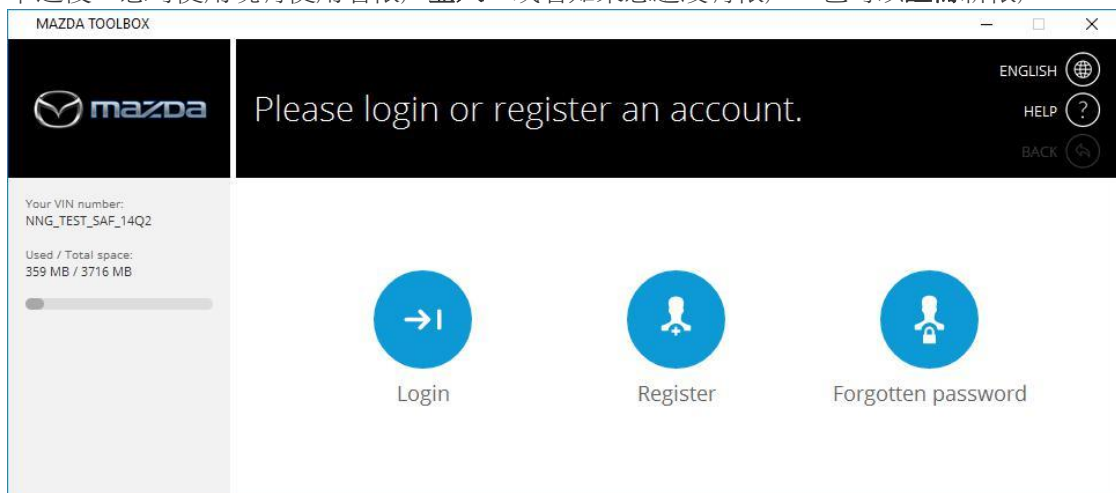 MAZDA TOOLBOX
mazda
Please login or register an account.
ENGLISH
HELP ?
BACK
Your VIN number:
NNG_TEST_SAF_14Q2
Used / Total space:
359 MB / 3716 MB
Login
Register
Forgotten password